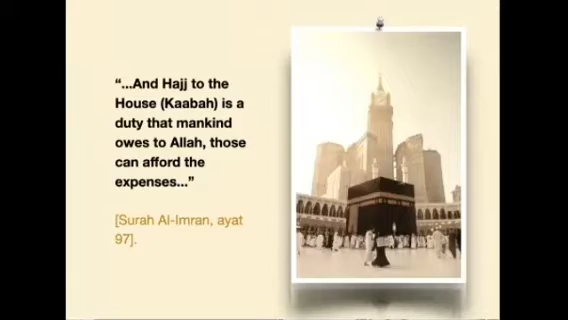 “...And Hajj to the
House (Kaabah) is a
duty that mankind
owes to Allah, those
can afford the
expenses...”
[Surah Al-Imran, ayat
97].